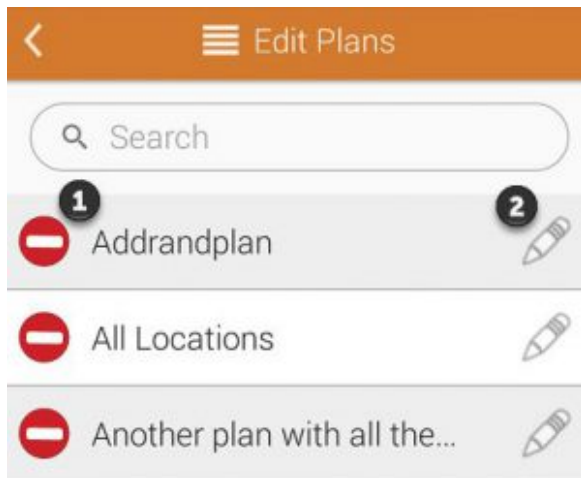 Edit Plans
Search
1
2
Addrandplan
All Locations
Another plan with all the...